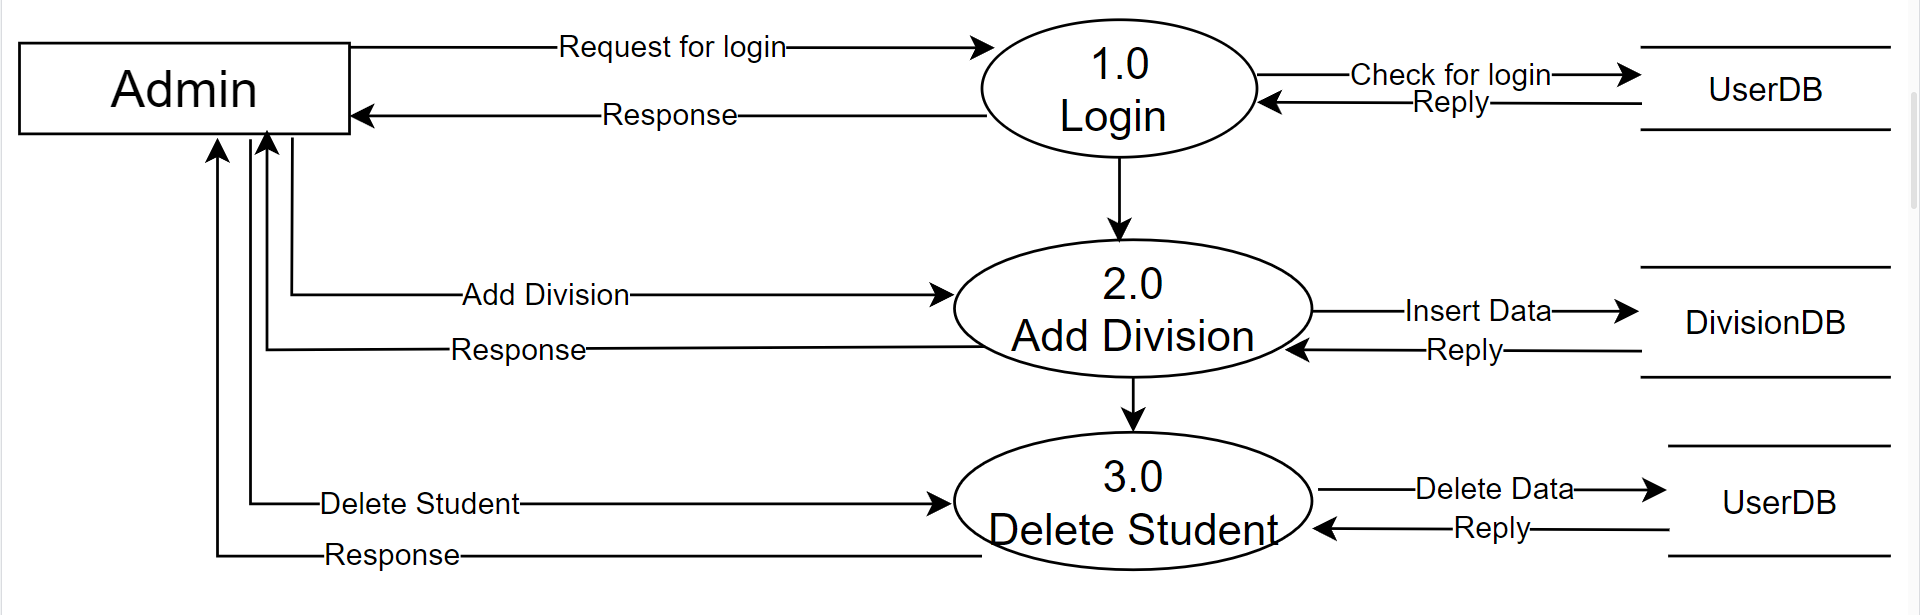 Admin
Request for login
Response
1.0
Login
Check for login
Reply
UserDB
Add Division
Response
2.0
Add Division
Insert Data
Reply
DivisionDB
Delete Student
Response
3.0
Delete Student
Delete Data
Reply
UserDB